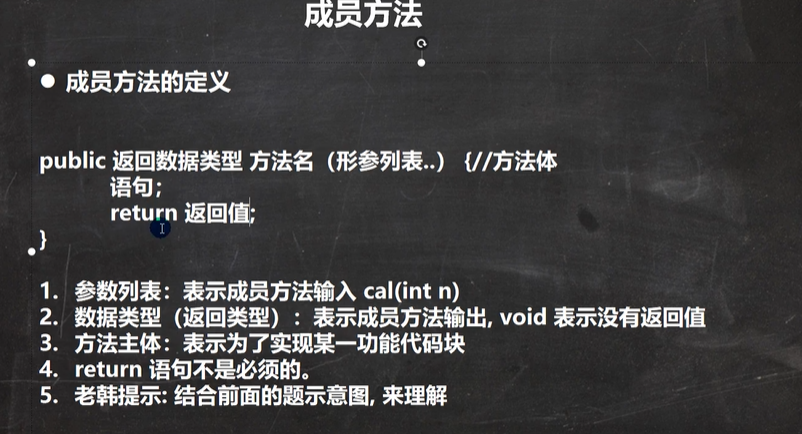 成员方法
● 成员方法的定义
public 返回数据类型 方法名（形参列表..） {//方法体
语句；
return 返回值;
}
1. 参数列表：表示成员方法输入 cal(int n)
2. 数据类型（返回类型）：表示成员方法输出, void 表示没有返回值
3. 方法主体：表示为了实现某一功能代码块
4. return 语句不是必须的。
5. 老韩提示: 结合前面的题示意图, 来理解